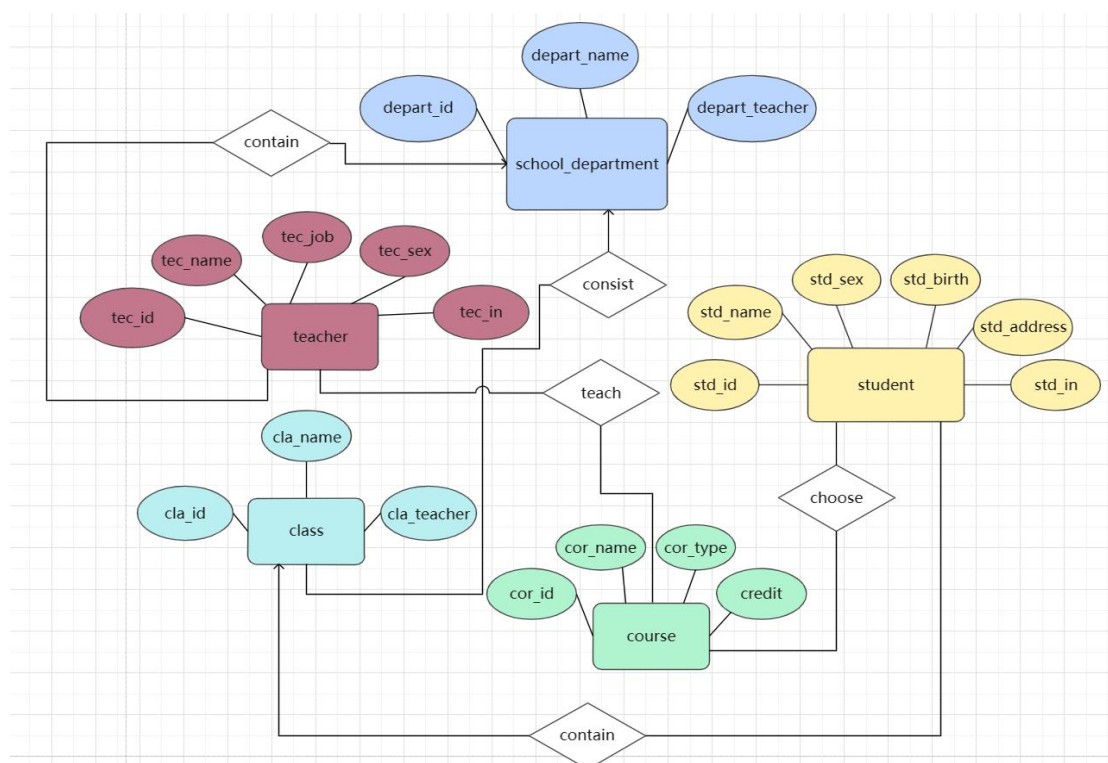 depart_name
depart_id
depart_teacher
contain
school_department
tec_job
tec_name
tec_sex
consist
std_sex
std_birth
tec_id
tec_in
std_name
std_address
teacher
student
std_id
std_in
teach
cla_name
choose
cla_id
cla_teacher
class
cor_name
cor_type
cor_id
credit
course
contain